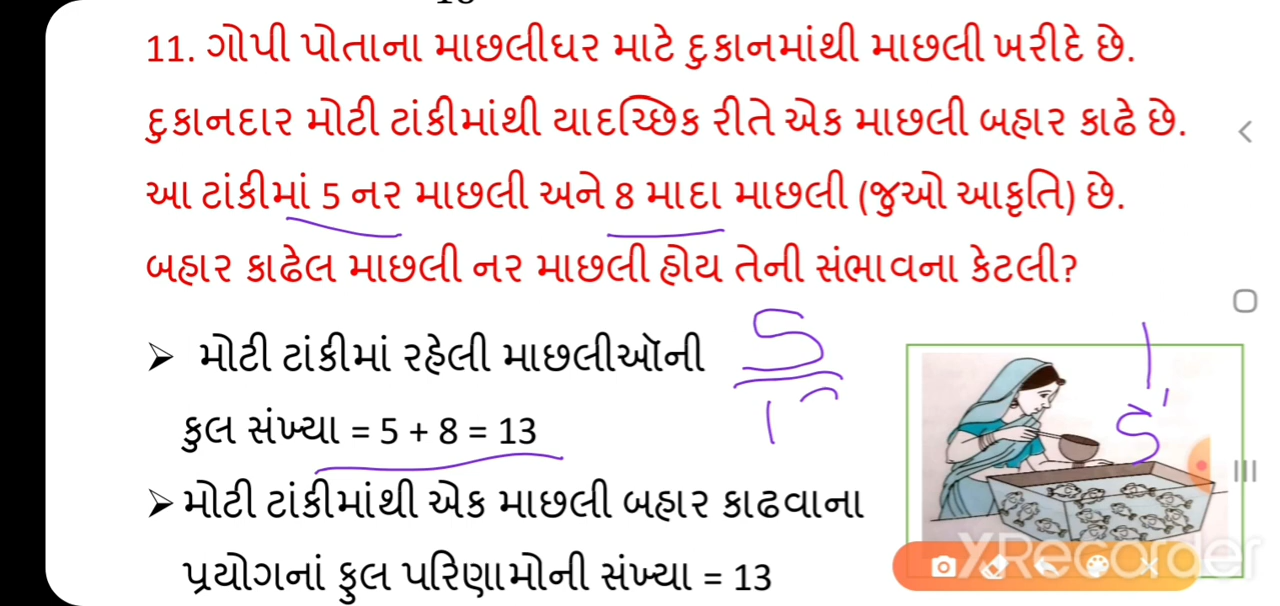 11. ગોપી પોતાના માછલીઘર માટે દુકાનમાંથી માછલી ખરીદે છે.
દુકાનદાર મોટી ટાંકીમાંથી યાદચ્છિક રીતે એક માછલી બહાર કાઢે છે.
આ ટાંકીમાં 5 નર માછલી અને 8 માદા માછલી (જુઓ આકૃતિ) છે.
બહાર કાઢેલ માછલી નર માછલી હોય તેની સંભાવના કેટલી?
➢ મોટી ટાંકીમાં રહેલી માછલીઓની
કુલ સંખ્યા = 5 + 8 = 13
5
1
➢ મોટી ટાંકીમાંથી એક માછલી બહાર કાઢવાના
પ્રયોગનાં કુલ પરિણામોની સંખ્યા = 13
XRecorder